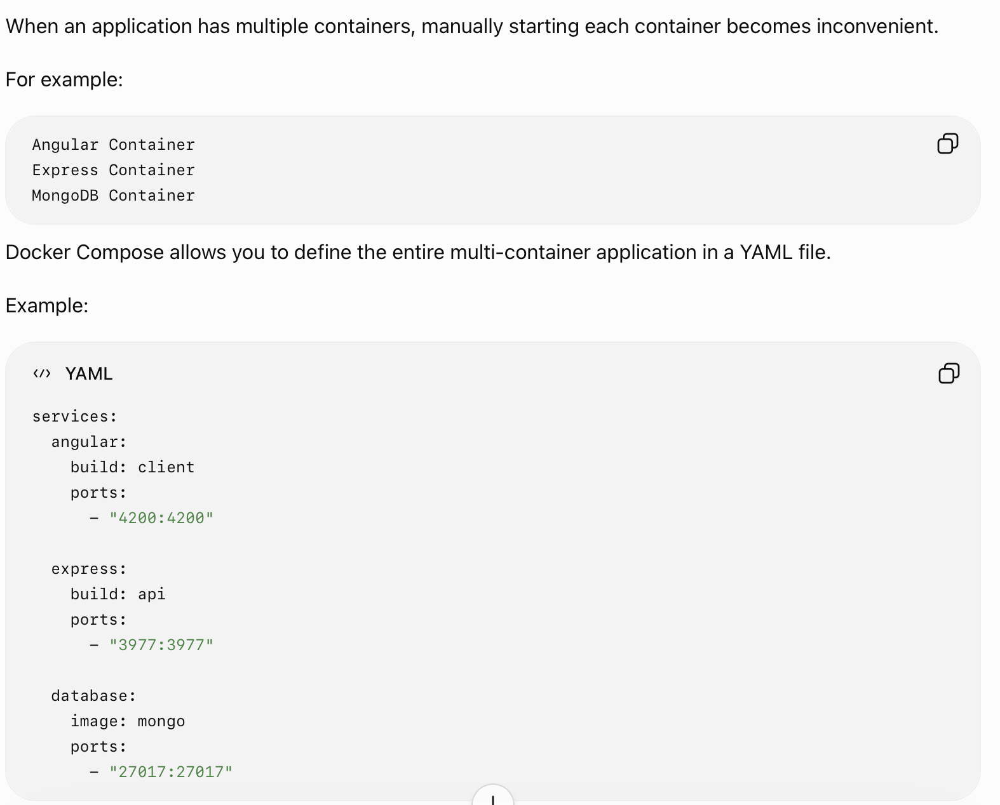 When an application has multiple containers, manually starting each container becomes inconvenient.
For example:
Angular Container
Express Container
MongoDB Container
Docker Compose allows you to define the entire multi-container application in a YAML file.
Example:
</> YAML
services:
  angular:
    build: client
    ports:
      - "4200:4200"

  express:
    build: api
    ports:
      - "3977:3977"

  database:
    image: mongo
    ports:
      - "27017:27017"